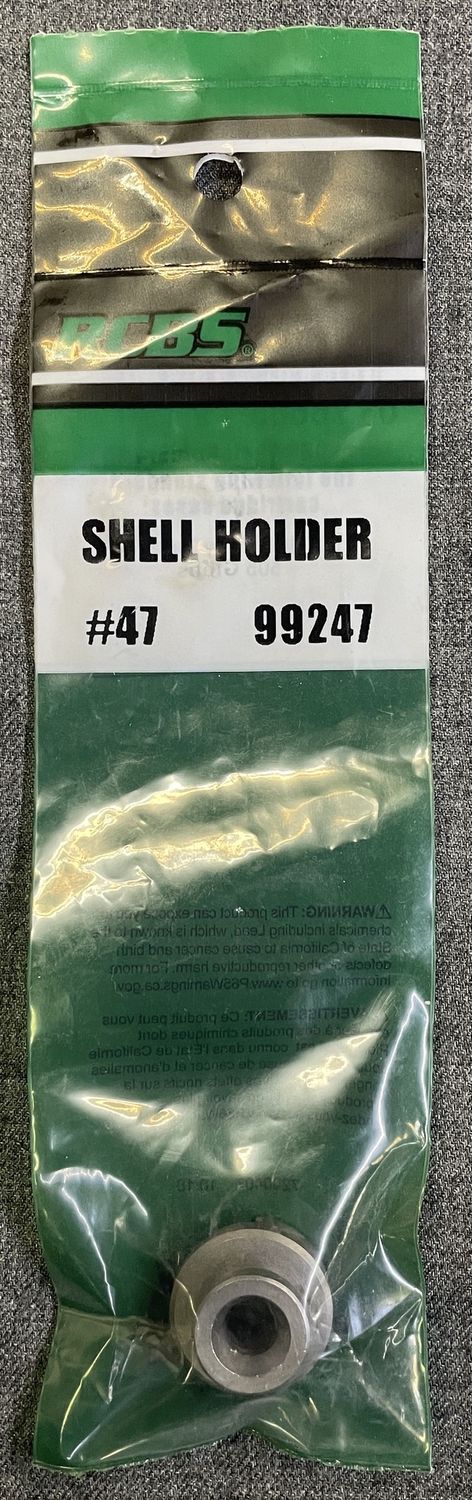 RCBS®
SHELL HOLDER
#47 99247
⚠WARNING: This product can expose you to
chemicals including Lead, which is known to the
State of California to cause cancer and birth
defects or other reproductive harm. For more
information go to www.P65Warnings.ca.gov
AVERTISSEMENT: Ce produit peut vous
à des produits chimiques dont
connu dans l'État de Californie
de cancer et d'anomalies
effets nocifs sur la